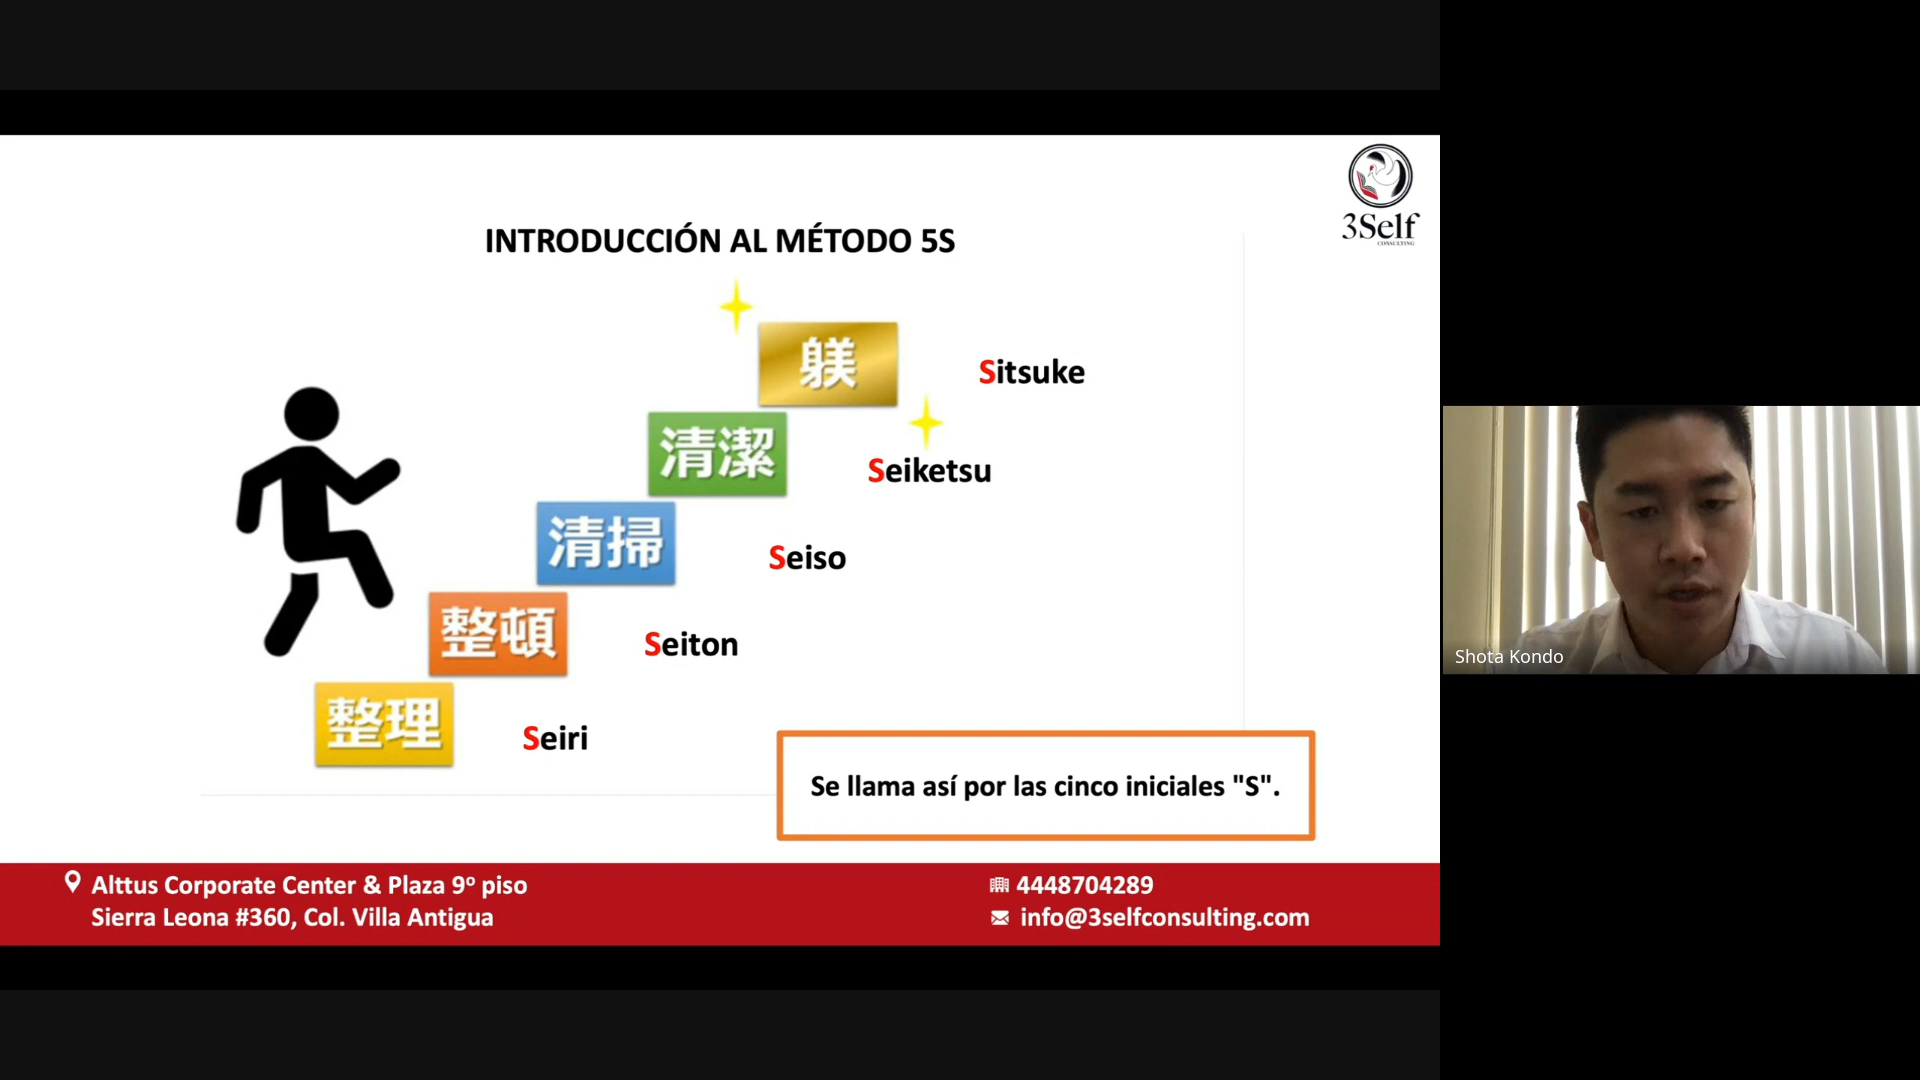 3Self
CONSULTING
INTRODUCCIÓN AL MÉTODO 5S
躾
Sitsuke
清潔
Seiketsu
清掃
Seiso
整頓
Seiton
整理
Seiri
Se llama así por las cinco iniciales "S".
Alttus Corporate Center & Plaza 9º piso
Sierra Leona #360, Col. Villa Antigua
4448704289
info@3selfconsulting.com
Shota Kondo